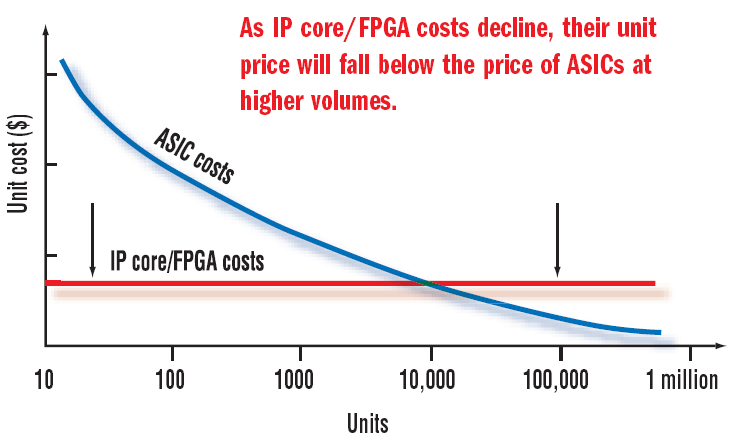 As IP core/FPGA costs decline, their unit
price will fall below the price of ASICs at
higher volumes.
Unit cost ($)
ASIC costs
IP core/FPGA costs
10
100
1000
10,000
100,000
1 million
Units